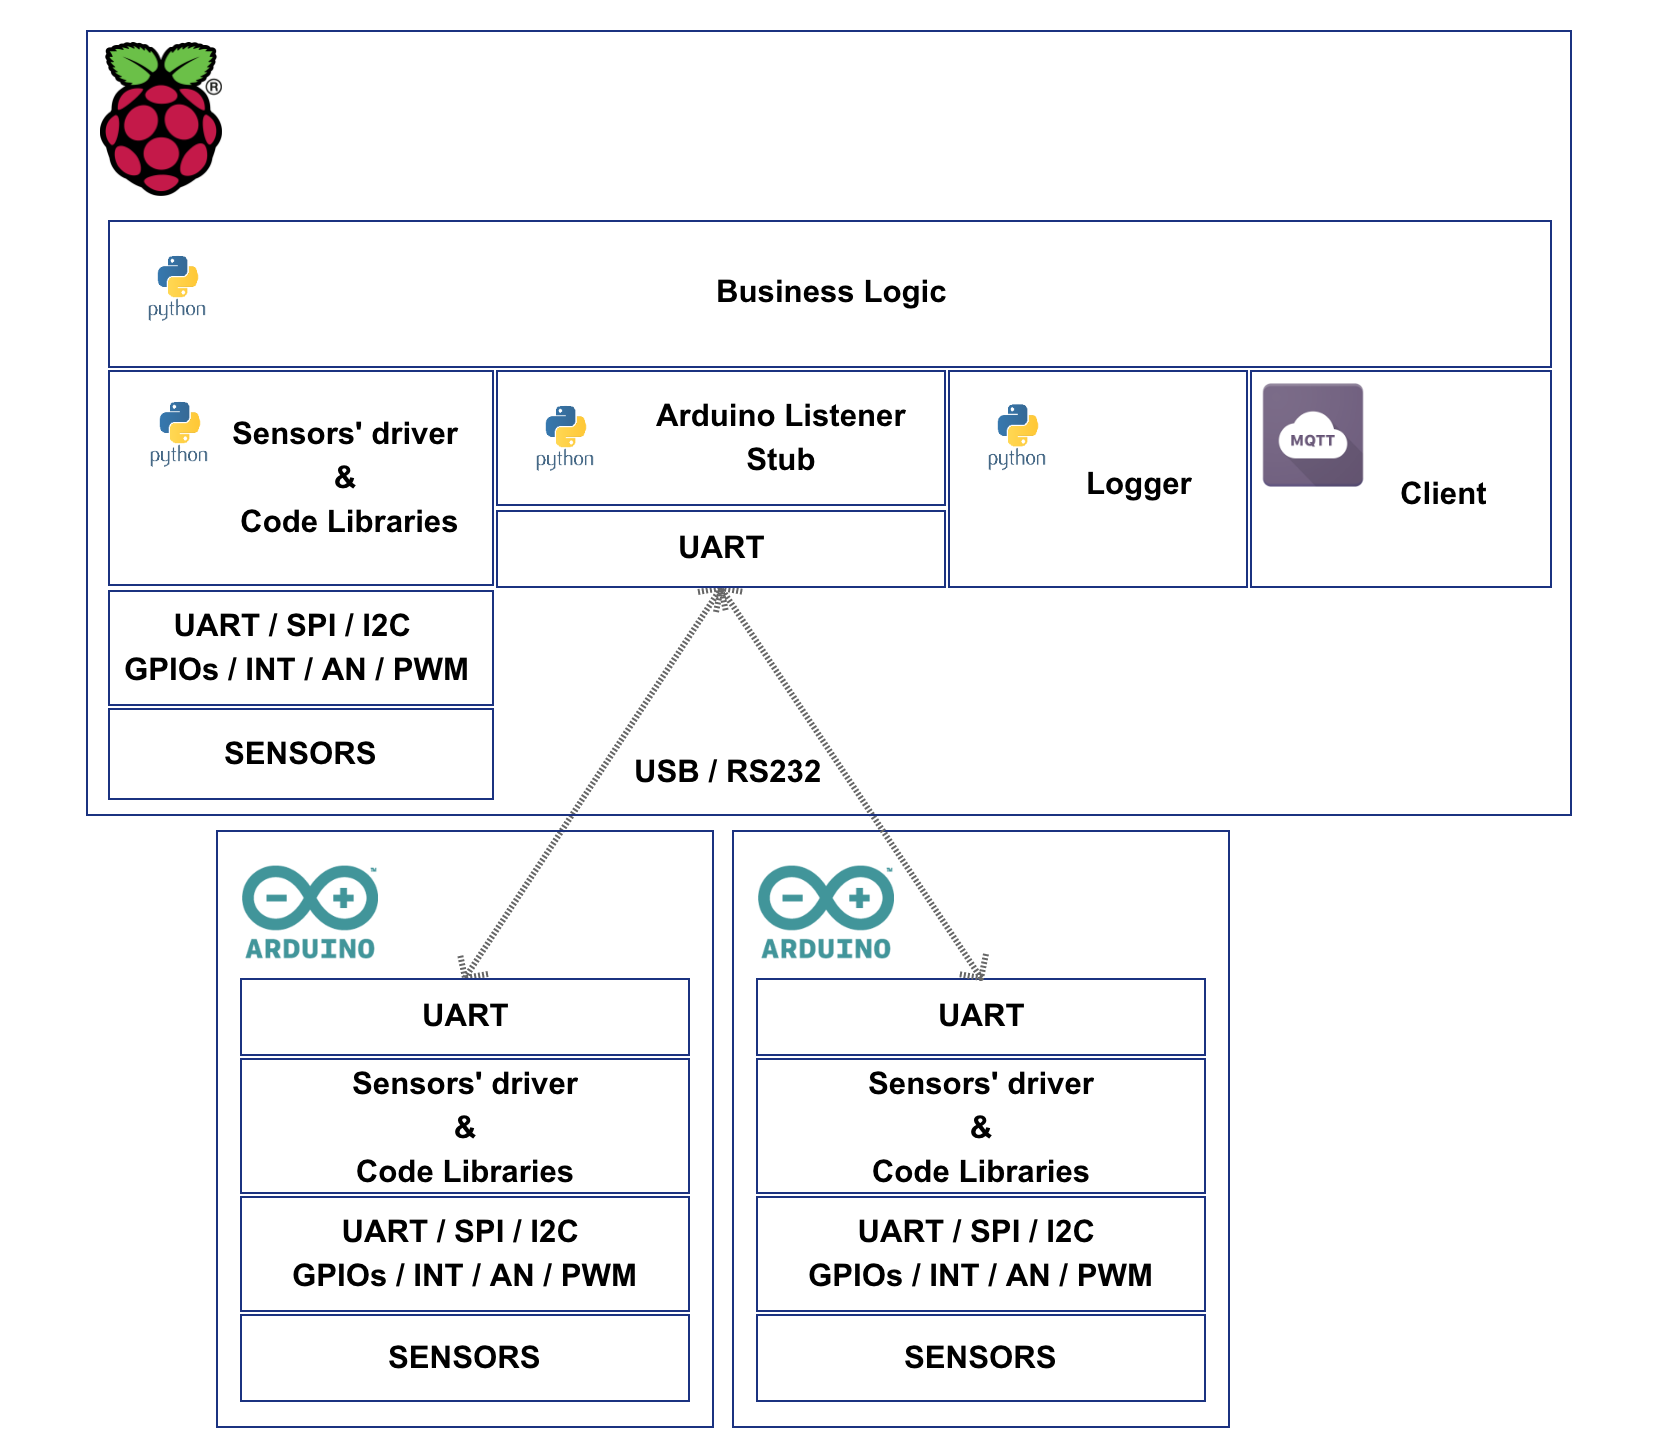 ®
python
Business Logic
python
Sensors' driver
&
Code Libraries
python
Arduino Listener
Stub
UART
python
Logger
MQTT
Client
UART / SPI / I2C
GPIOs / INT / AN / PWM
SENSORS
USB / RS232
™
ARDUINO
UART
Sensors' driver
&
Code Libraries
UART / SPI / I2C
GPIOs / INT / AN / PWM
SENSORS
™
ARDUINO
UART
Sensors' driver
&
Code Libraries
UART / SPI / I2C
GPIOs / INT / AN / PWM
SENSORS